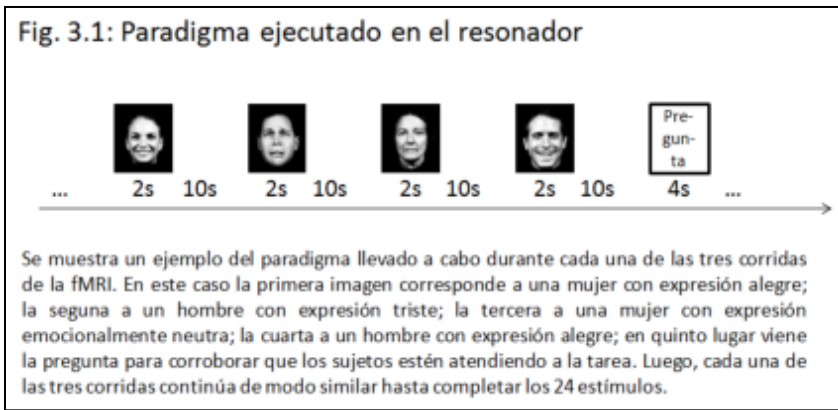 Fig. 3.1: Paradigma ejecutado en el resonador
Pre-
gun-
ta
... 2s 10s 2s 10s 2s 10s 2s 10s 4s ...
Se muestra un ejemplo del paradigma llevado a cabo durante cada una de las tres corridas
de la fMRI. En este caso la primera imagen corresponde a una mujer con expresión alegre;
la seguna a un hombre con expresión triste; la tercera a una mujer con expresión
emocionalmente neutra; la cuarta a un hombre con expresión alegre; en quinto lugar viene
la pregunta para corroborar que los sujetos estén atendiendo a la tarea. Luego, cada una de
las tres corridas continúa de modo similar hasta completar los 24 estímulos.